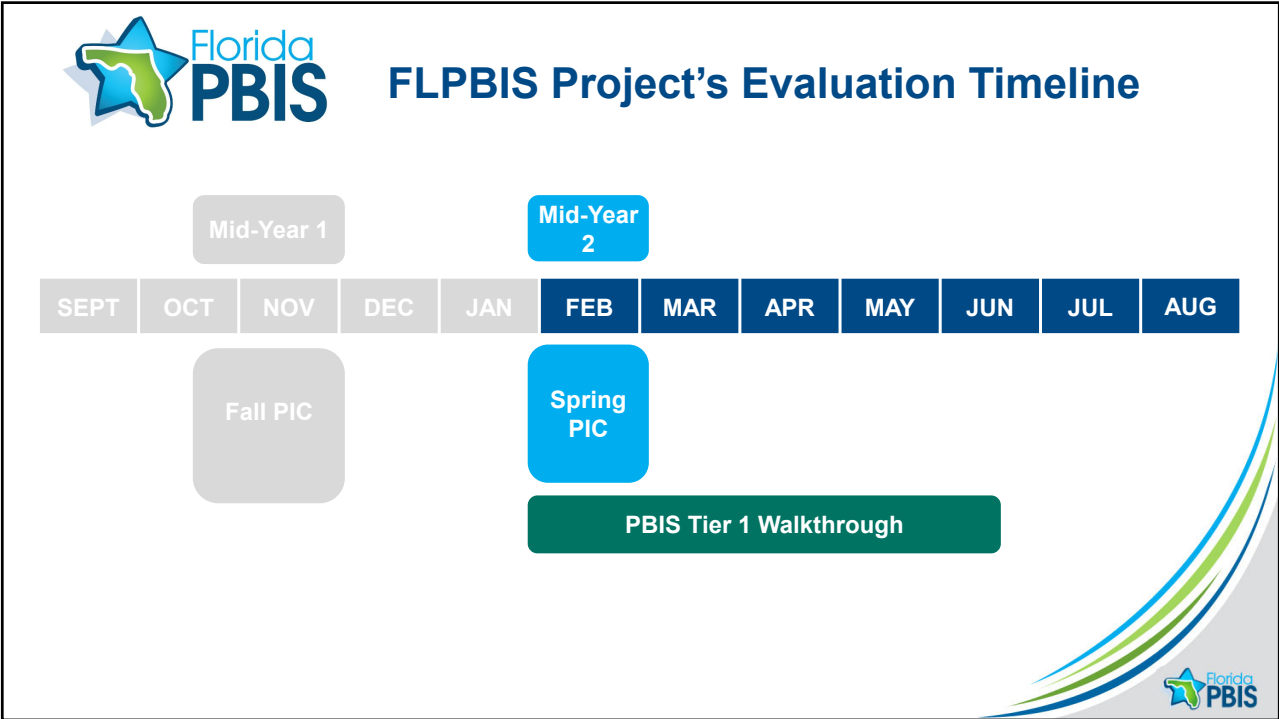 Florida
PBIS
FLPBIS Project's Evaluation Timeline
Mid-Year 1
Mid-Year
2
SEPT OCT NOV DEC JAN FEB MAR APR MAY JUN JUL AUG
Fall PIC
Spring
PIC
PBIS Tier 1 Walkthrough
Florida
PBIS